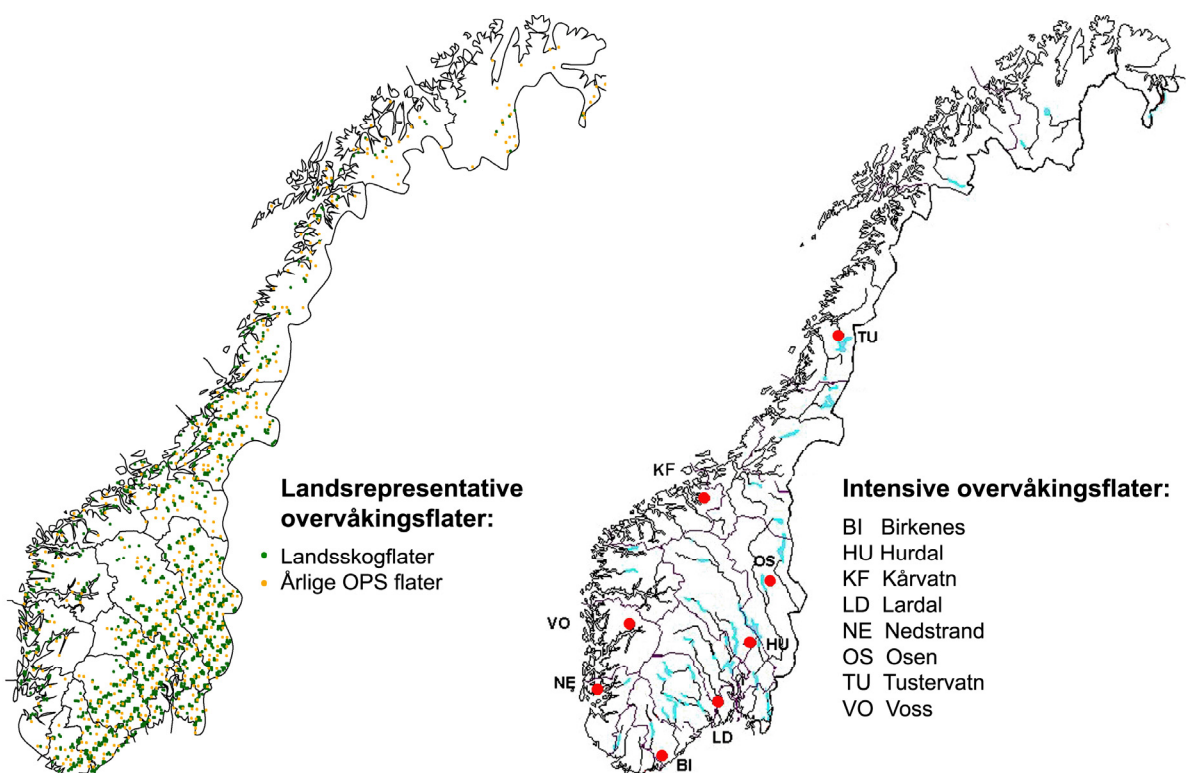 Landsrepresentative
overvåkingsflater:
Landsskogflater
Årlige OPS flater
TU
KF
OS
VO
HU
NE
LD
BI
Intensive overvåkingsflater:
BI Birkenes
HU Hurdal
KF Kårvatn
LD Lardal
NE Nedstrand
OS Osen
TU Tustervatn
VO Voss